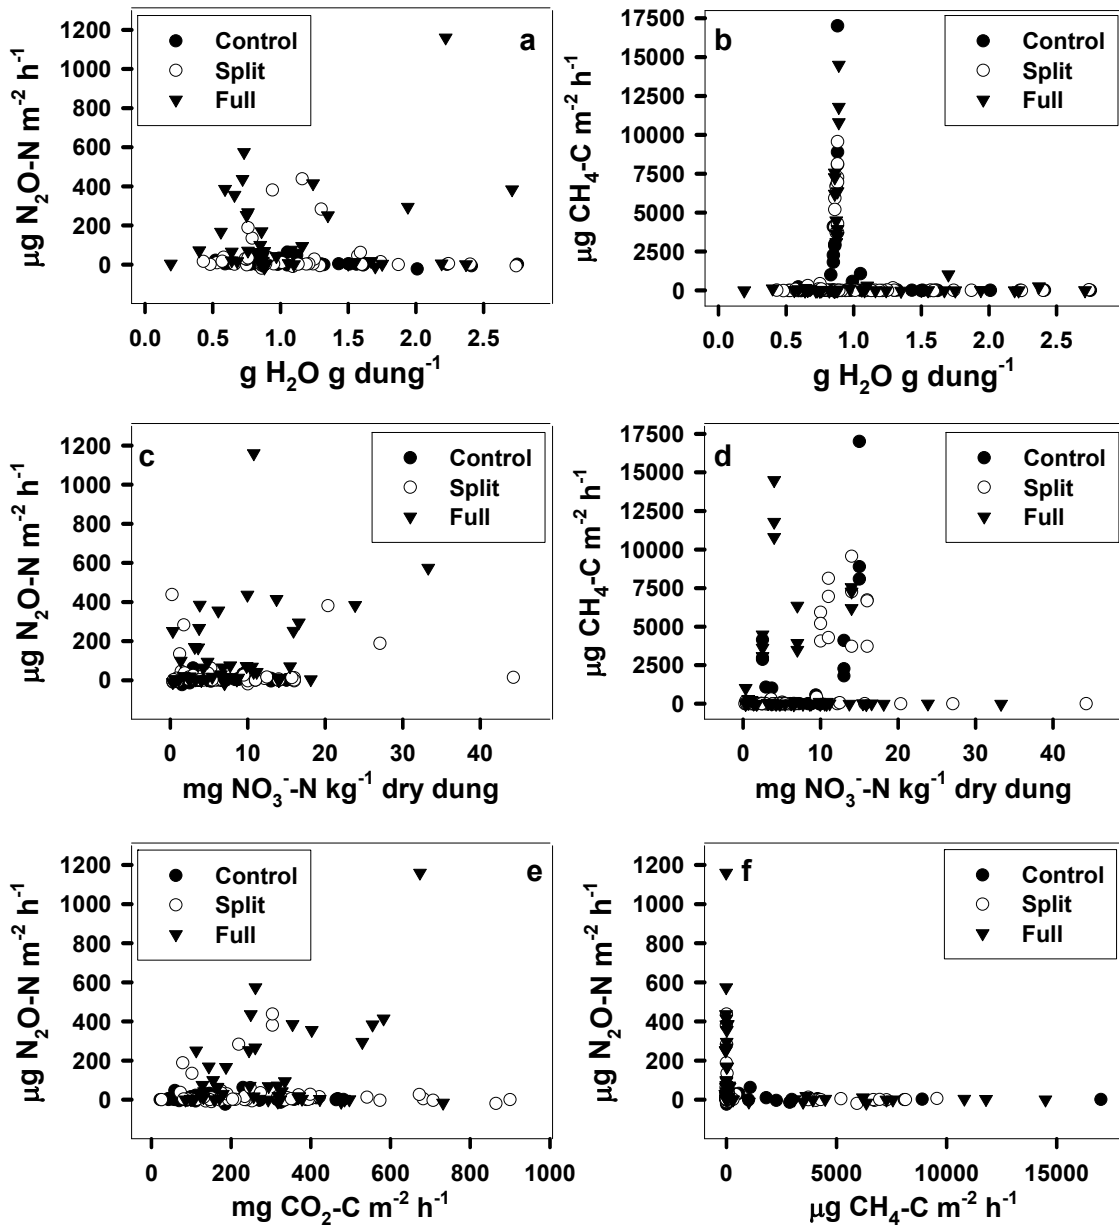 a
Control
Split
Full
1200
1000
800
600
400
200
0
µg N₂O-N m⁻² h⁻¹
0.0 0.5 1.0 1.5 2.0 2.5
g H₂O g dung⁻¹
b
Control
Split
Full
17500
15000
12500
10000
7500
5000
2500
0
µg CH₄-C m⁻² h⁻¹
0.0 0.5 1.0 1.5 2.0 2.5
g H₂O g dung⁻¹
c
Control
Split
Full
1200
1000
800
600
400
200
0
µg N₂O-N m⁻² h⁻¹
0 10 20 30 40
mg NO₃⁻-N kg⁻¹ dry dung
d
Control
Split
Full
17500
15000
12500
10000
7500
5000
2500
0
µg CH₄-C m⁻² h⁻¹
0 10 20 30 40
mg NO₃⁻-N kg⁻¹ dry dung
e
Control
Split
Full
1200
1000
800
600
400
200
0
µg N₂O-N m⁻² h⁻¹
0 200 400 600 800 1000
mg CO₂-C m⁻² h⁻¹
f
Control
Split
Full
1200
1000
800
600
400
200
0
µg N₂O-N m⁻² h⁻¹
0 5000 10000 15000
µg CH₄-C m⁻² h⁻¹